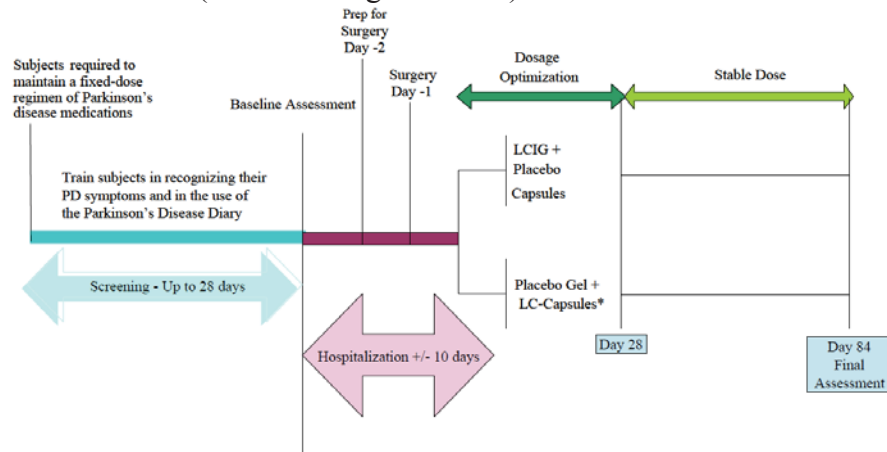 Prep for
Surgery
Day -2
Subjects required to
maintain a fixed-dose
regimen of Parkinson's
disease medications
Baseline Assessment
Surgery
Day -1
Dosage
Optimization
Stable Dose
Train subjects in recognizing their
PD symptoms and in the use of
the Parkinson's Disease Diary
LCIG +
Placebo
Capsules
Screening - Up to 28 days
Placebo Gel +
LC-Capsules*
Hospitalization +/- 10 days
Day 28
Day 84
Final
Assessment